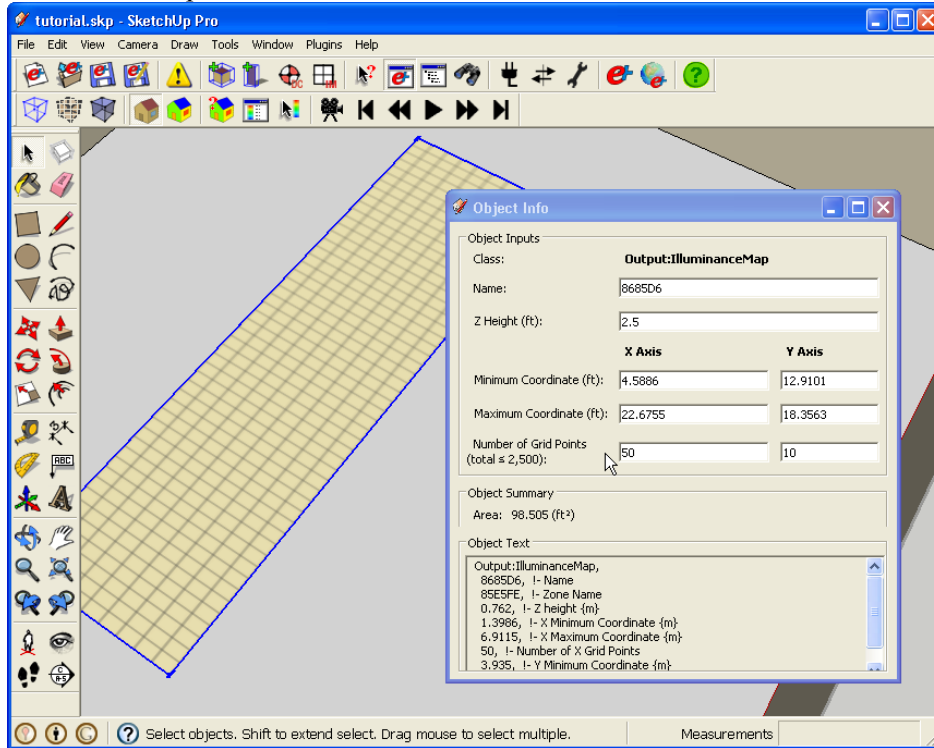 tutorial.skp - SketchUp Pro
File Edit View Camera Draw Tools Window Plugins Help
Object Info
Object Inputs
Class: Output:IlluminanceMap
Name: 8685D6
Z Height (ft): 2.5
X Axis Y Axis
Minimum Coordinate (ft): 4.5886 12.9101
Maximum Coordinate (ft): 22.6755 18.3563
Number of Grid Points
(total ≤ 2,500): 50 10
Object Summary
Area: 98.505 (ft²)
Object Text
Output:IlluminanceMap,
8685D6, !- Name
85E5FE, !- Zone Name
0.762, !- Z height {m}
1.3986, !- X Minimum Coordinate {m}
6.9115, !- X Maximum Coordinate {m}
50, !- Number of X Grid Points
3.935, !- Y Minimum Coordinate {m}
ABC
Select objects. Shift to extend select. Drag mouse to select multiple.
Measurements